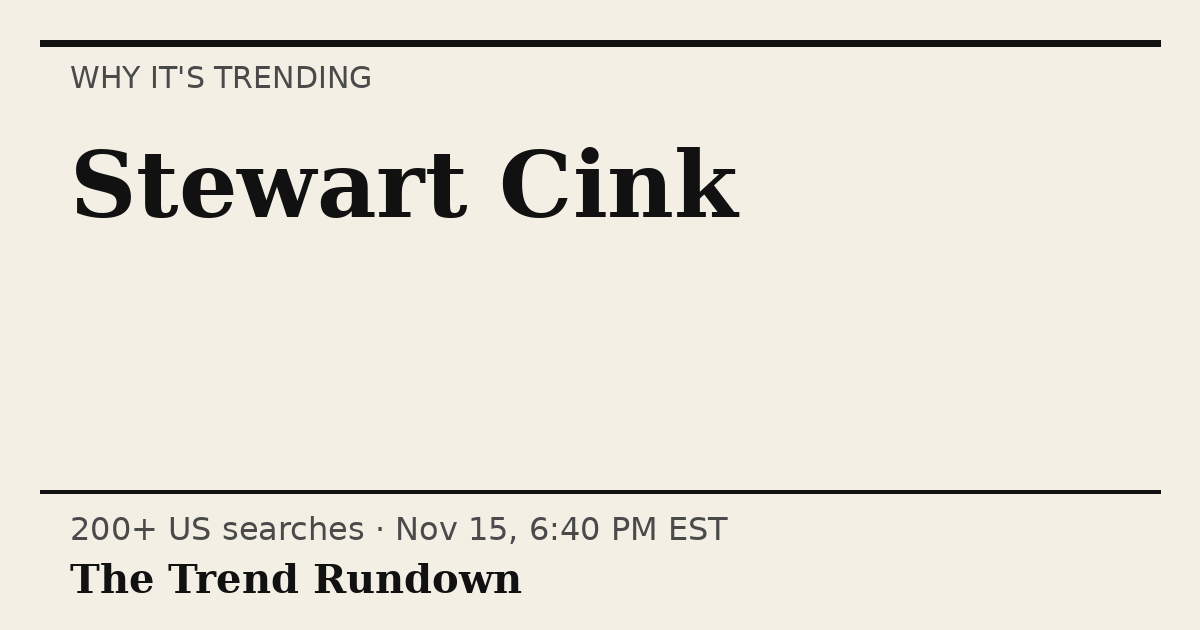 WHY IT'S TRENDING
Stewart Cink
200+ US searches · Nov 15, 6:40 PM EST
The Trend Rundown